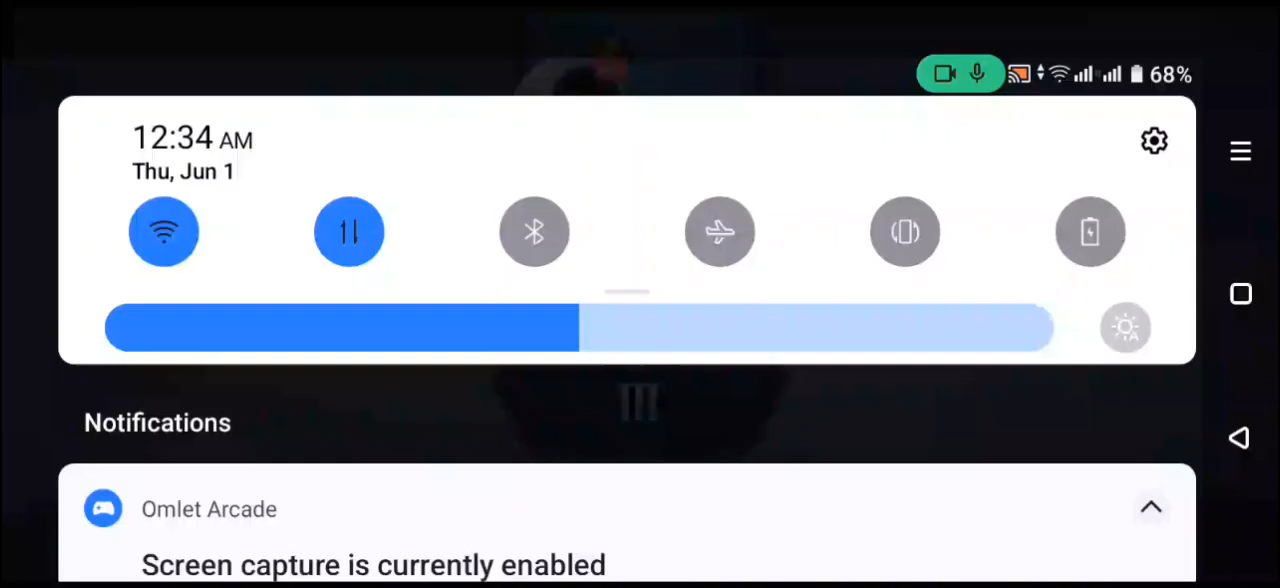 68%
12:34 AM
Thu, Jun 1
Notifications
Omlet Arcade
Screen capture is currently enabled